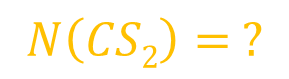 N(CS₂) = ?